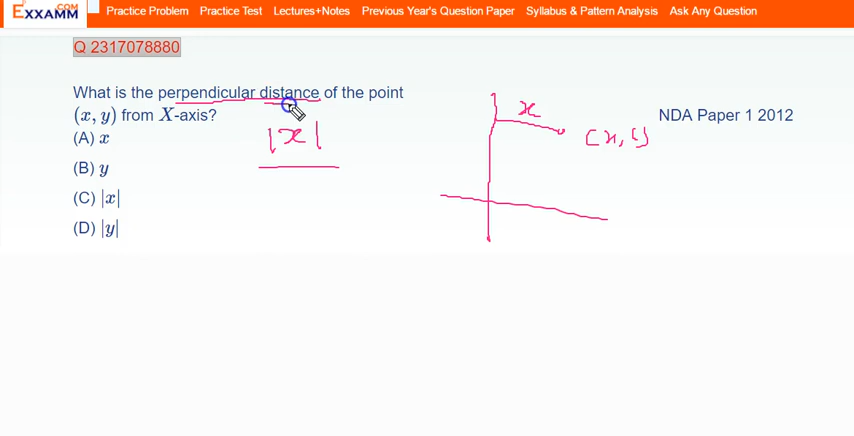 EXXAMM .COM Practice Problem Practice Test Lectures+Notes Previous Year's Question Paper Syllabus & Pattern Analysis Ask Any Question
Q 2317078880
What is the perpendicular distance of the point
(x, y) from X-axis?
NDA Paper 1 2012
(A) x
(B) y
(C) |x|
(D) |y|
|x|
x
(x, y)